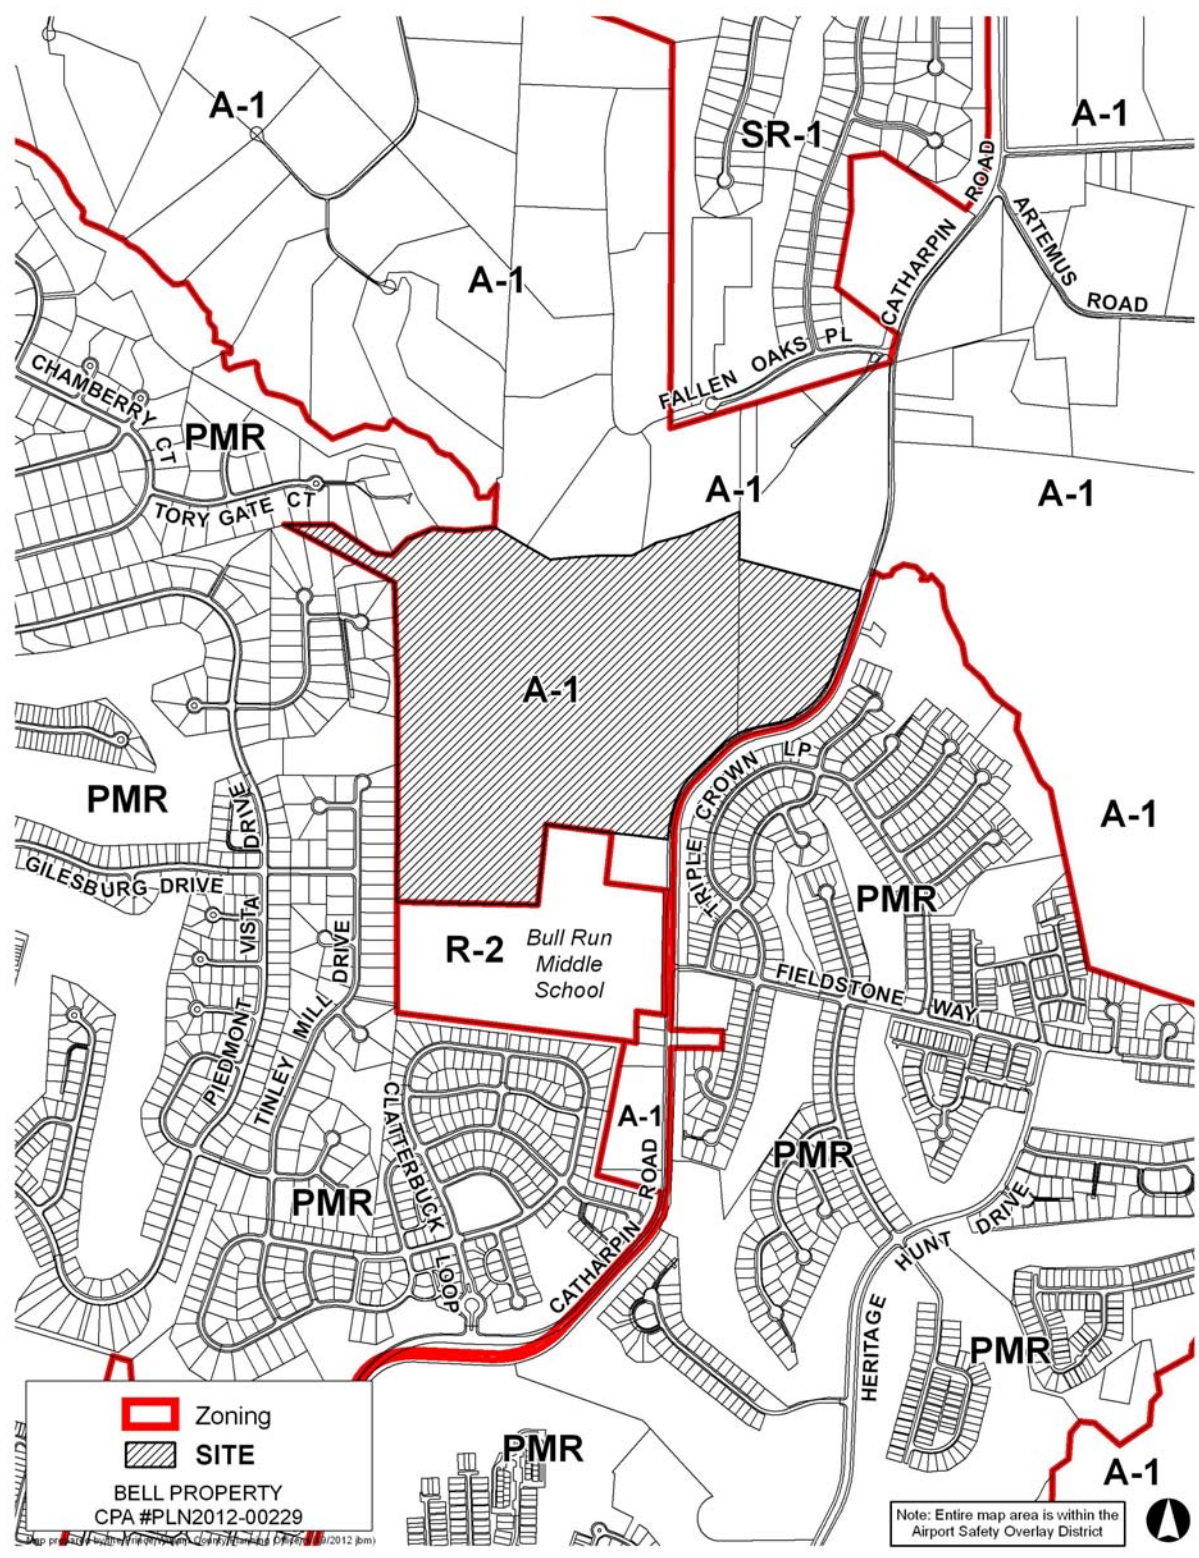 A-1
SR-1
A-1
CATHARPIN ROAD
ARTEMUS ROAD
A-1
FALLEN OAKS PL
CHAMBERRY CT
PMR
TORY GATE CT
A-1
A-1
A-1
TRIPLE CROWN LP
PMR
A-1
GILESBURG DRIVE
PIEDMONT VISTA DRIVE
TINLEY MILL DRIVE
PMR
R-2
Bull Run
Middle
School
FIELDSTONE WAY
CLATTERBUCK LOOP
A-1
CATHARPIN ROAD
PMR
PMR
HERITAGE HUNT DRIVE
PMR
PMR
A-1
Zoning
SITE
BELL PROPERTY
CPA #PLN2012-00229
Note: Entire map area is within the
Airport Safety Overlay District